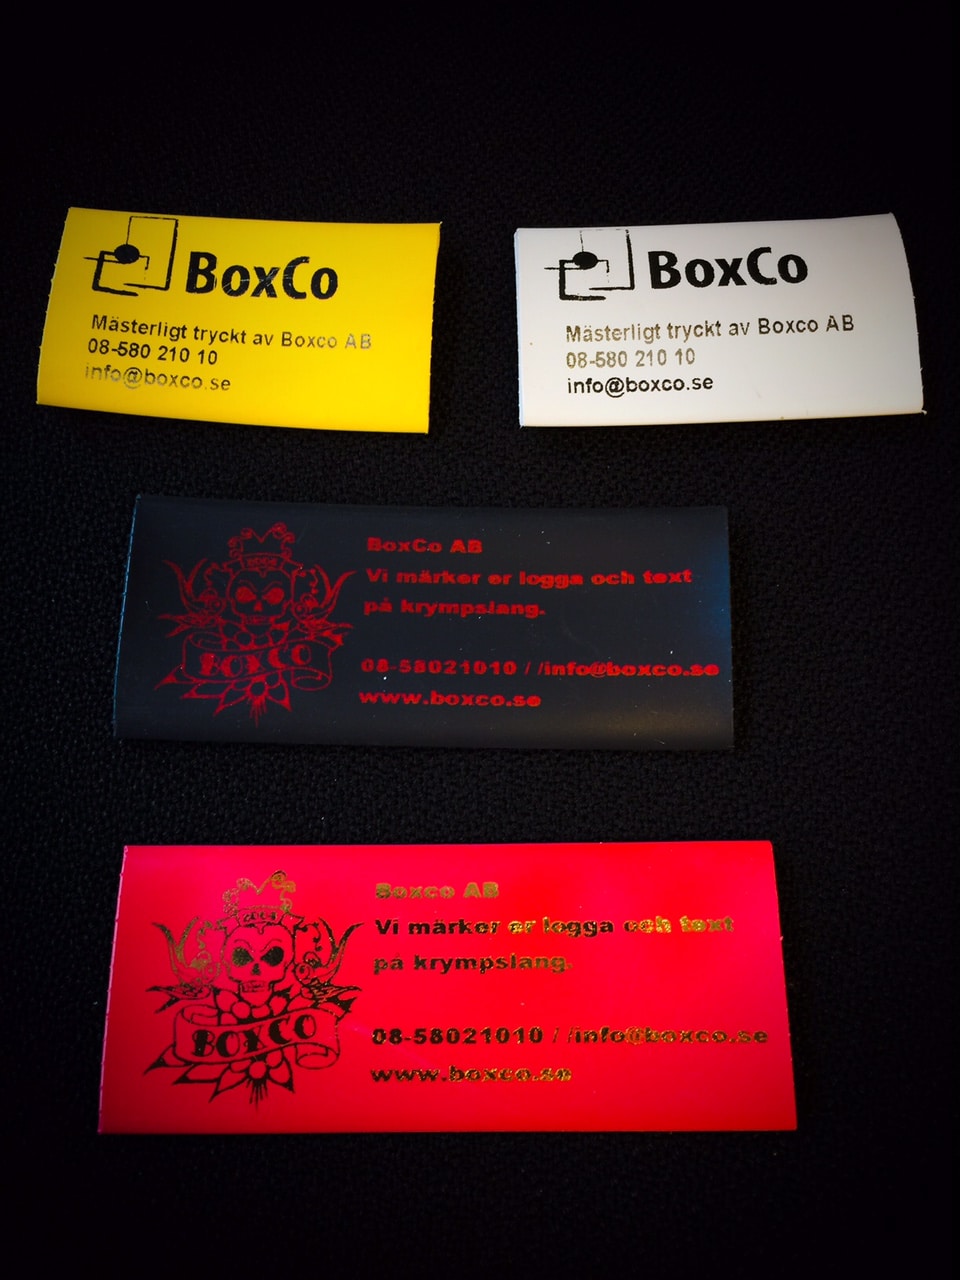 BoxCo
Mästerligt tryckt av Boxco AB
08-580 210 10
info@boxco.se
BoxCo
Mästerligt tryckt av Boxco AB
08-580 210 10
info@boxco.se
BoxCo AB
Vi märker er logga och text
på krympslang.
BOXCO
08-58021010 / /info@boxco.se
www.boxco.se
Boxco AB
Vi märker er logga och text
på krympslang.
BOXCO
08-58021010 / /info@boxco.se
www.boxco.se